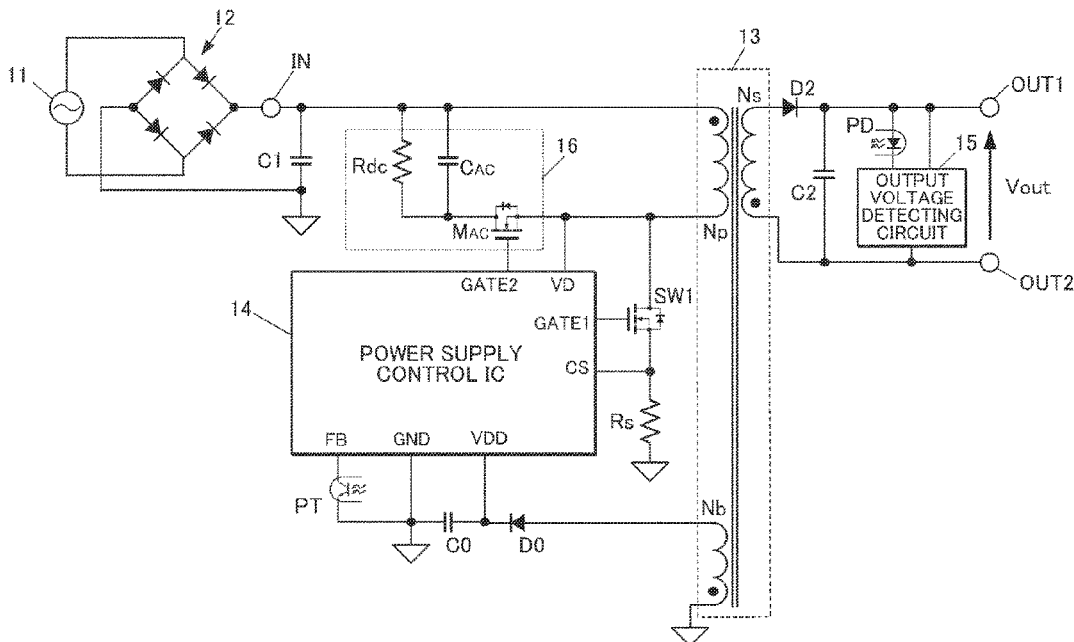 12
11
IN
C1
Rdc
CAC
16
MAC
13
Np
Ns
D2
C2
PD
15
OUTPUT
VOLTAGE
DETECTING
CIRCUIT
OUT1
Vout
OUT2
14
GATE2
VD
GATE1
SW1
POWER SUPPLY
CONTROL IC
CS
Rs
FB
GND
VDD
PT
C0
D0
Nb